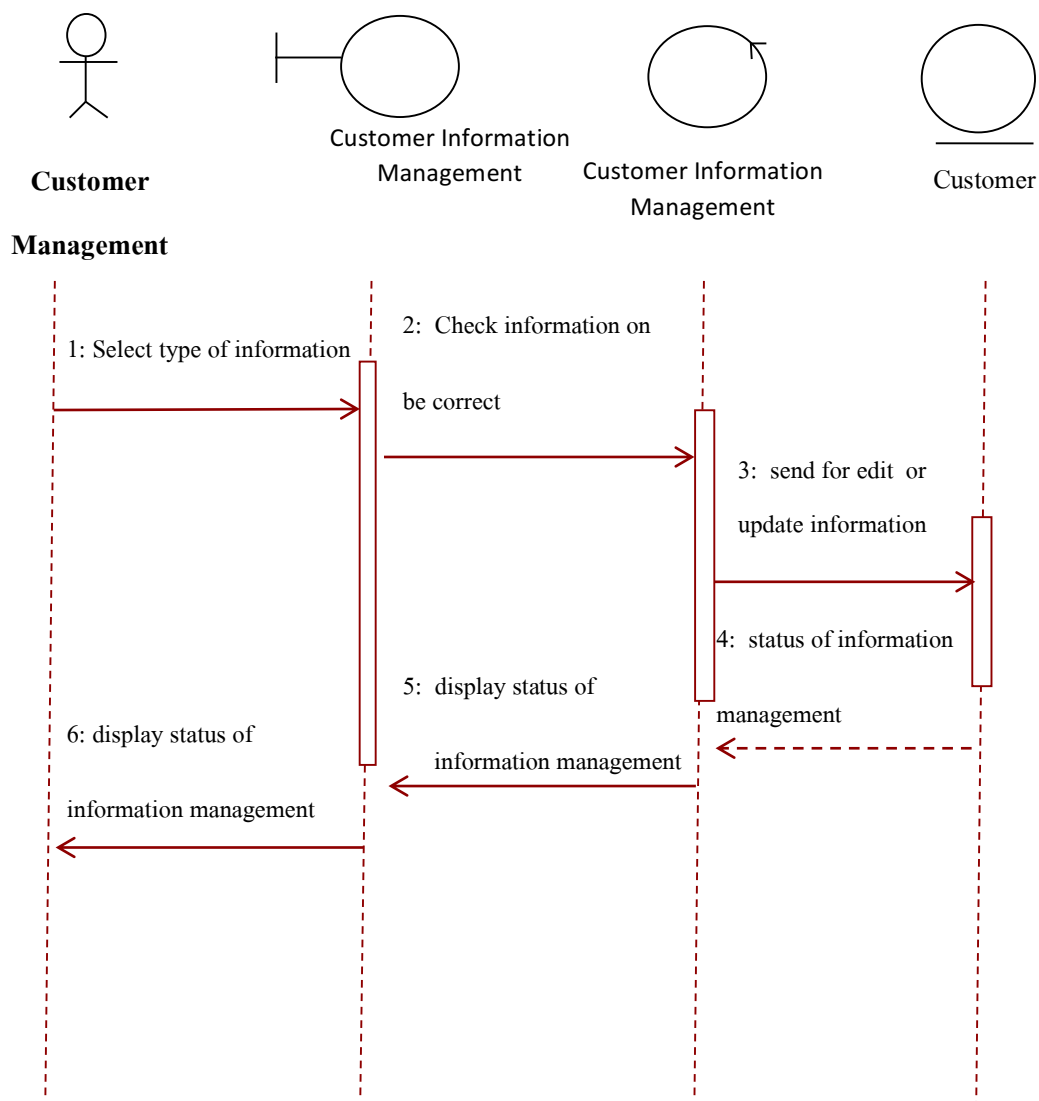 Customer
Management
Customer Information
Management
Customer Information
Management
Customer
1: Select type of information
2: Check information on
be correct
3: send for edit or
update information
4: status of information
management
5: display status of
information management
6: display status of
information management